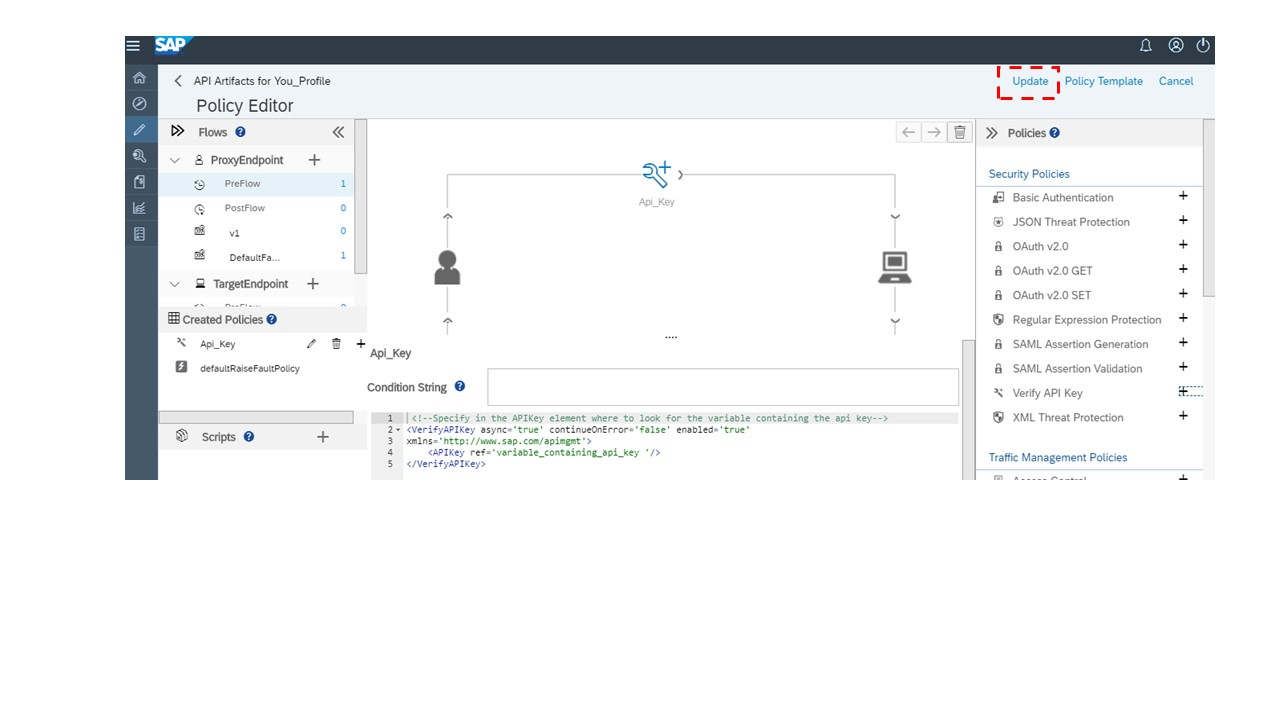 SAP
API Artifacts for You_Profile
Update Policy Template Cancel
Policy Editor
Flows ?
ProxyEndpoint
PreFlow 1
PostFlow 0
v1 0
DefaultFa... 1
TargetEndpoint
PreFlow 0
Created Policies ?
Api_Key
defaultRaiseFaultPolicy
Scripts ?
Api_Key
Api_Key
Condition String ?
1 <!--Specify in the APIKey element where to look for the variable containing the api key-->
2 <VerifyAPIKey async='true' continueOnError='false' enabled='true'
3 xmlns='http://www.sap.com/apimgmt'>
4 <APIKey ref='variable_containing_api_key '/>
5 </VerifyAPIKey>
Policies ?
Security Policies
Basic Authentication
JSON Threat Protection
OAuth v2.0
OAuth v2.0 GET
OAuth v2.0 SET
Regular Expression Protection
SAML Assertion Generation
SAML Assertion Validation
Verify API Key
XML Threat Protection
Traffic Management Policies
Access Control